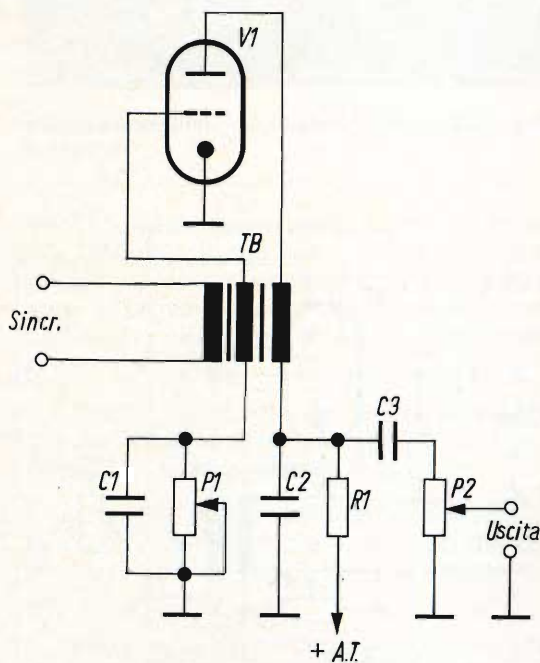 V1
TB
Sincr.
C3
C1
P1
C2
R1
P2
Uscita
+ A.T.